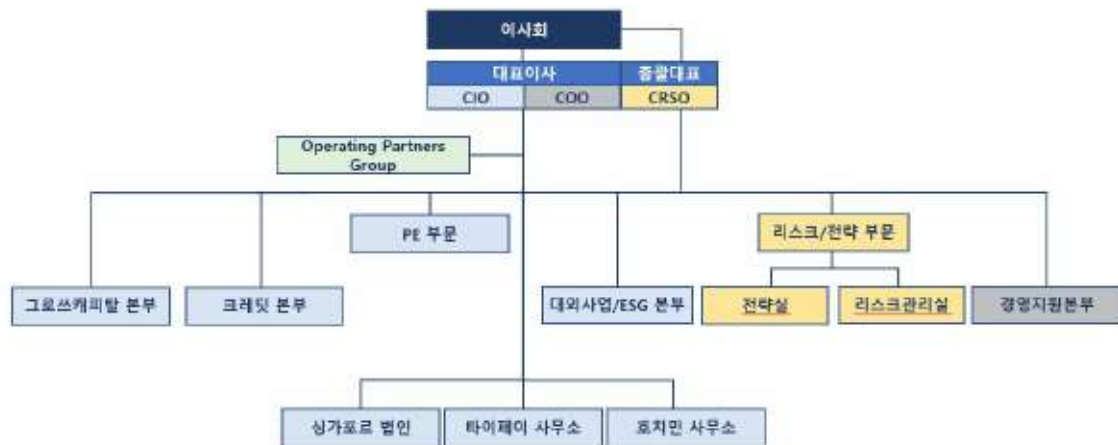 이사회
대표이사
총괄대표
CIO
COO
CRSO
Operating Partners
Group
PE 부문
리스크/전략 부문
그로쓰캐피탈 본부
크레딧 본부
대외사업/ESG 본부
전략실
리스크관리실
경영지원본부
싱가포르 법인
타이페이 사무소
호치민 사무소